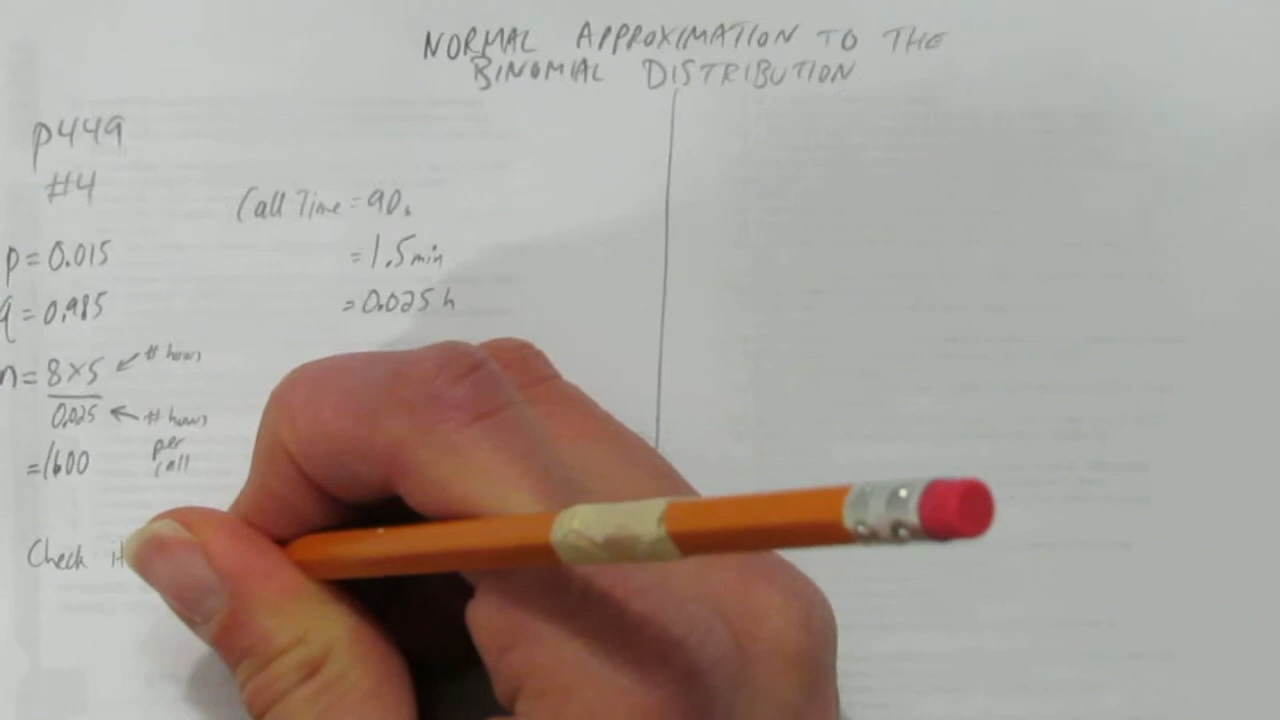 NORMAL APPROXIMATION TO THE
BINOMIAL DISTRIBUTION
p449
#4
Call Time = 90s
p = 0.015
= 1.5 min
q = 0.985
= 0.025 h
n = 8×5 ← # hours
0.025 ← # hours
per
call
= 1600
Check if